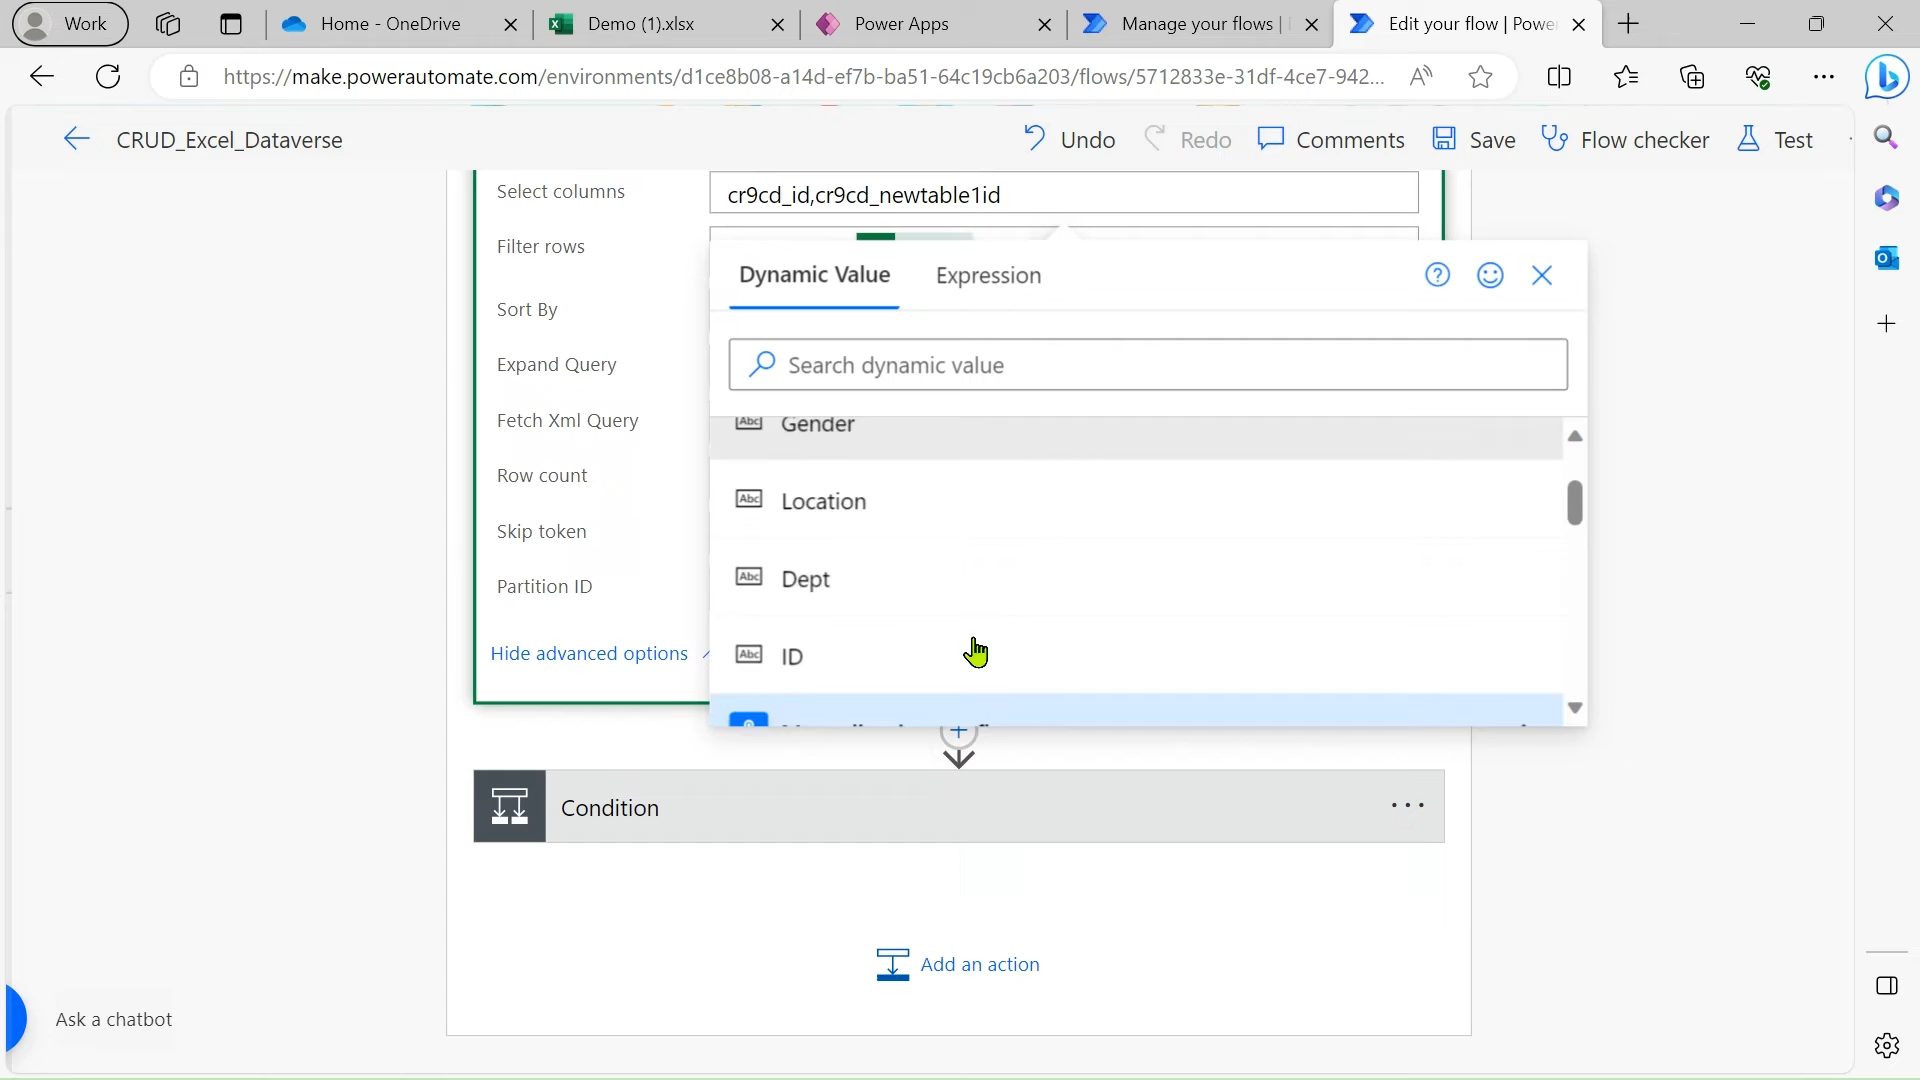 Work
Home - OneDrive
Demo (1).xlsx
Power Apps
Manage your flows |
Edit your flow | Powe
https://make.powerautomate.com/environments/d1ce8b08-a14d-ef7b-ba51-64c19cb6a203/flows/5712833e-31df-4ce7-942...
CRUD_Excel_Dataverse
Undo
Redo
Comments
Save
Flow checker
Test
Select columns
cr9cd_id,cr9cd_newtable1id
Filter rows
Dynamic Value
Expression
Sort By
Expand Query
Search dynamic value
Fetch Xml Query
Gender
Row count
Location
Skip token
Dept
Partition ID
Hide advanced options
ID
Condition
Add an action
Ask a chatbot